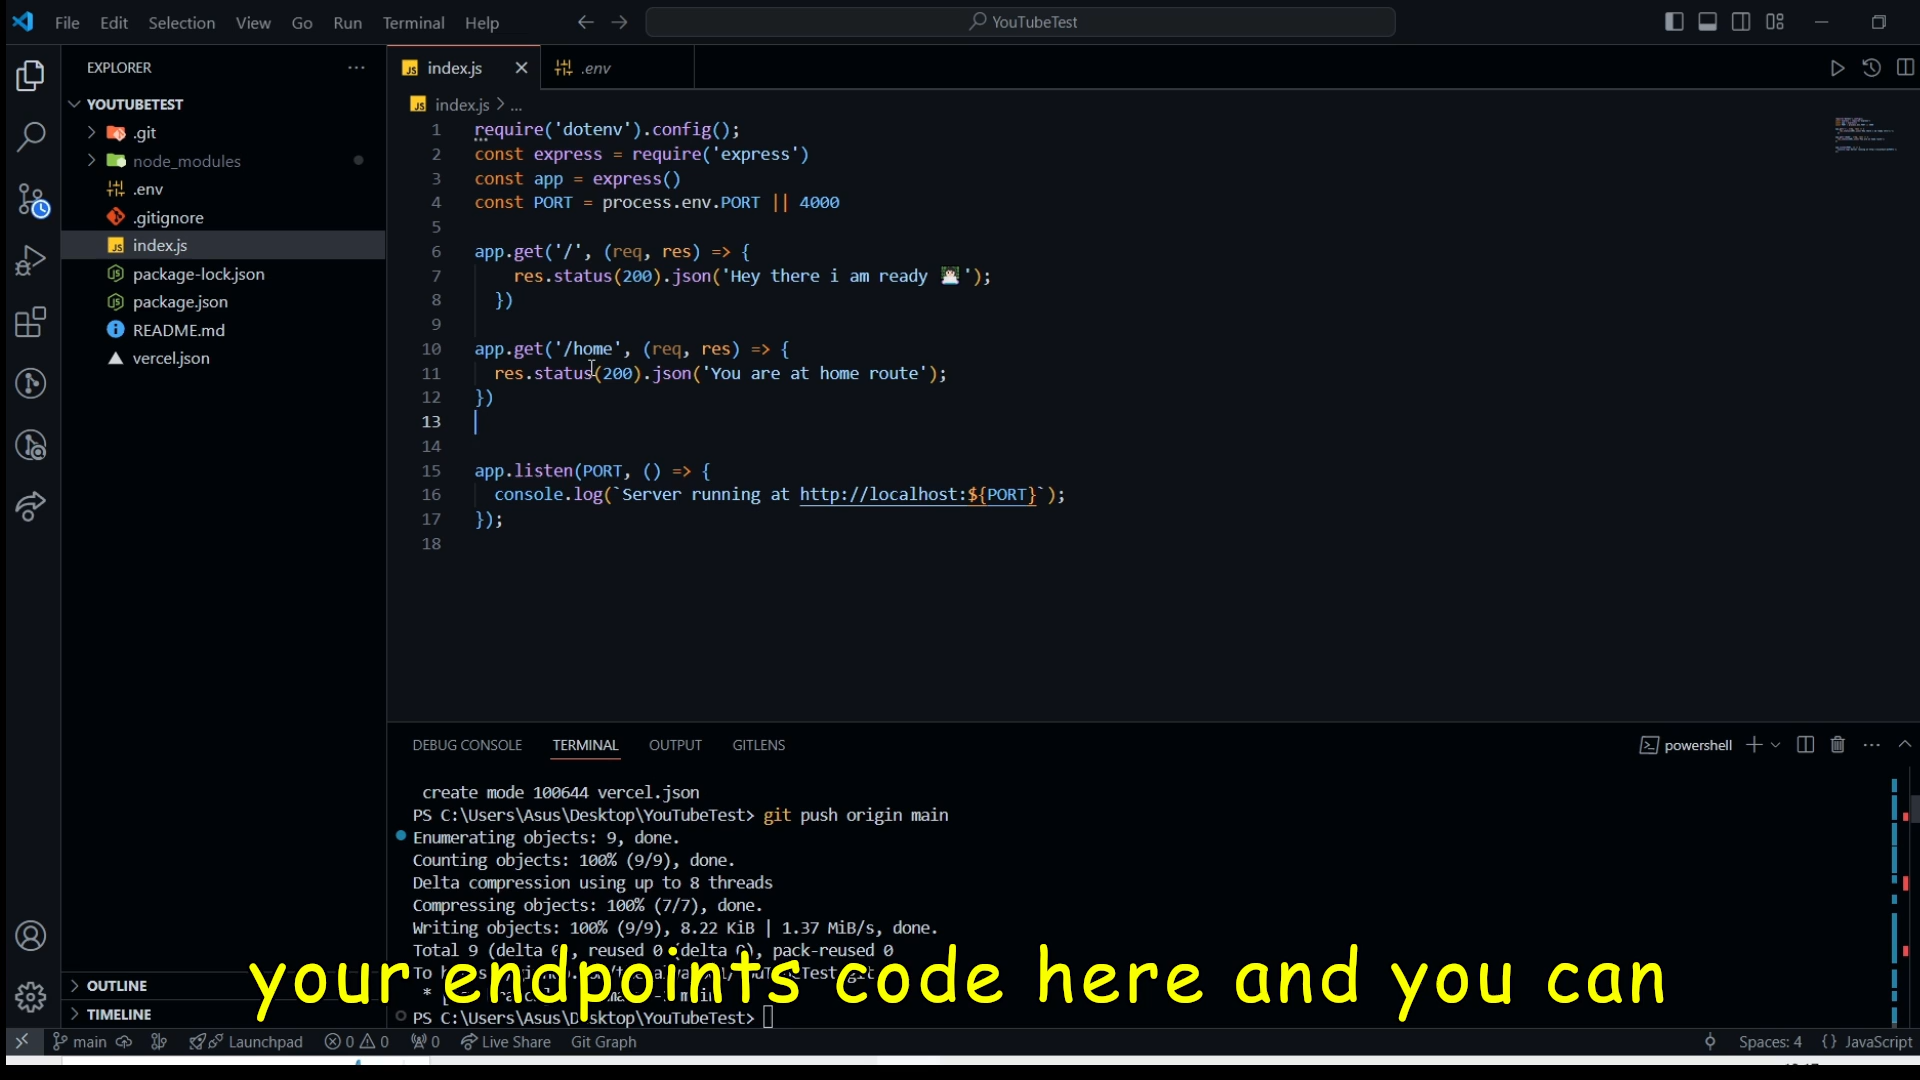 File Edit Selection View Go Run Terminal Help
YouTubeTest
EXPLORER
YOUTUBETEST
.git
node_modules
.env
.gitignore
index.js
package-lock.json
package.json
README.md
vercel.json
OUTLINE
TIMELINE
index.js
.env
index.js > ...
1 require('dotenv').config();
2 const express = require('express')
3 const app = express()
4 const PORT = process.env.PORT || 4000
5
6 app.get('/', (req, res) => {
7 res.status(200).json('Hey there i am ready 👨🏻‍💻');
8 })
9
10 app.get('/home', (req, res) => {
11 res.status(200).json('You are at home route');
12 })
13
14
15 app.listen(PORT, () => {
16 console.log(`Server running at http://localhost:${PORT}`);
17 });
18
DEBUG CONSOLE TERMINAL OUTPUT GITLENS
powershell
create mode 100644 vercel.json
PS C:\Users\Asus\Desktop\YouTubeTest> git push origin main
Enumerating objects: 9, done.
Counting objects: 100% (9/9), done.
Delta compression using up to 8 threads
Compressing objects: 100% (7/7), done.
Writing objects: 100% (9/9), 8.22 KiB | 1.37 MiB/s, done.
Total 9 (delta 0), reused 0 (delta 0), pack-reused 0
To
PS C:\Users\Asus\Desktop\YouTubeTest>
your endpoints code here and you can
main Launchpad 0 0 0 Live Share Git Graph
Spaces: 4 {} JavaScript